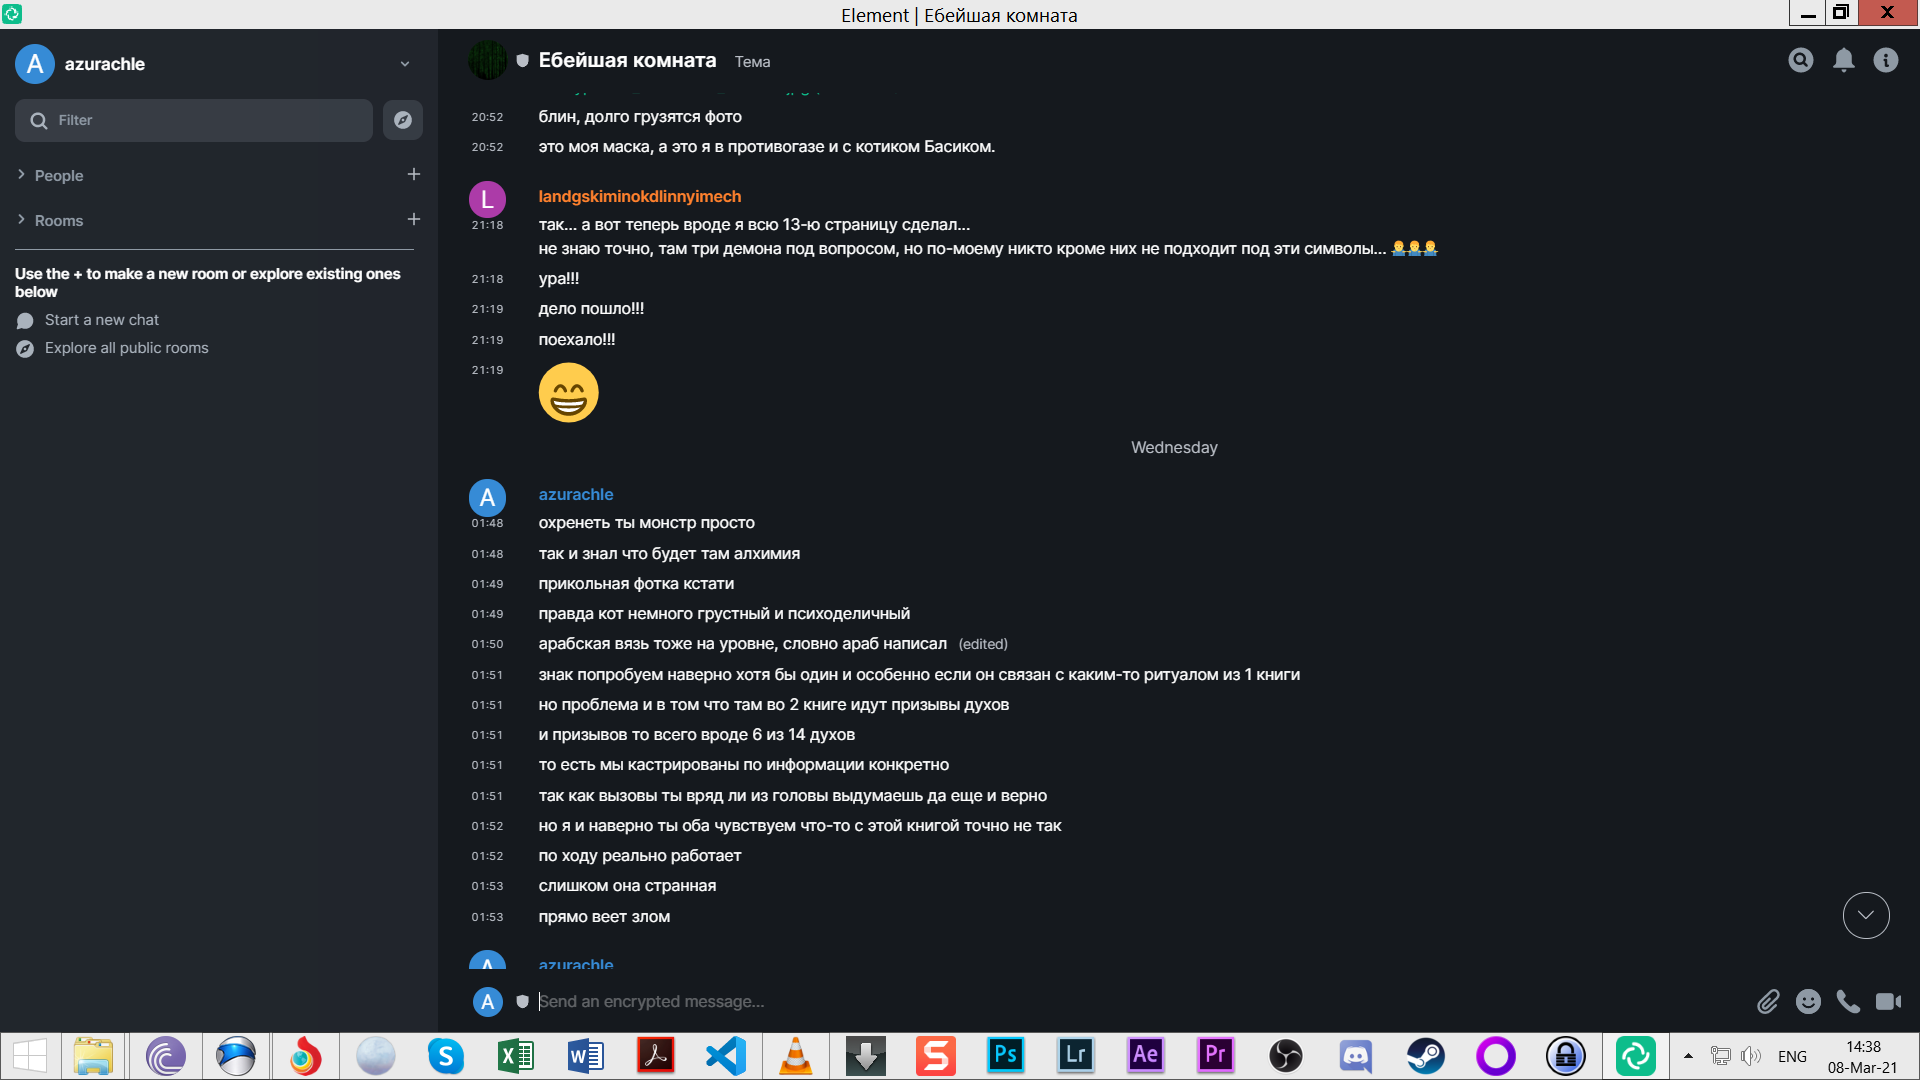 Element | Ебейшая комната
A
azurachle
Filter
People
Rooms
Use the + to make a new room or explore existing ones
below
Start a new chat
Explore all public rooms
Ебейшая комната Тема
20:52 блин, долго грузятся фото
20:52 это моя маска, а это я в противогазе и с котиком Басиком.
L
landgskiminokdlinnyimech
21:18 так... а вот теперь вроде я всю 13-ю страницу сделал...
не знаю точно, там три демона под вопросом, но по-моему никто кроме них не подходит под эти символы...
21:18 ура!!!
21:19 дело пошло!!!
21:19 поехало!!!
21:19
Wednesday
A
azurachle
01:48 охренеть ты монстр просто
01:48 так и знал что будет там алхимия
01:49 прикольная фотка кстати
01:49 правда кот немного грустный и психоделичный
01:50 арабская вязь тоже на уровне, словно араб написал (edited)
01:51 знак попробуем наверно хотя бы один и особенно если он связан с каким-то ритуалом из 1 книги
01:51 но проблема и в том что там во 2 книге идут призывы духов
01:51 и призывов то всего вроде 6 из 14 духов
01:51 то есть мы кастрированы по информации конкретно
01:51 так как вызовы ты вряд ли из головы выдумаешь да еще и верно
01:52 но я и наверно ты оба чувствуем что-то с этой книгой точно не так
01:52 по ходу реально работает
01:53 слишком она странная
01:53 прямо веет злом
A
azurachle
A
Send an encrypted message...
S
X
W
S
Ps
Lr
Ae
Pr
ENG
14:38
08-Mar-21